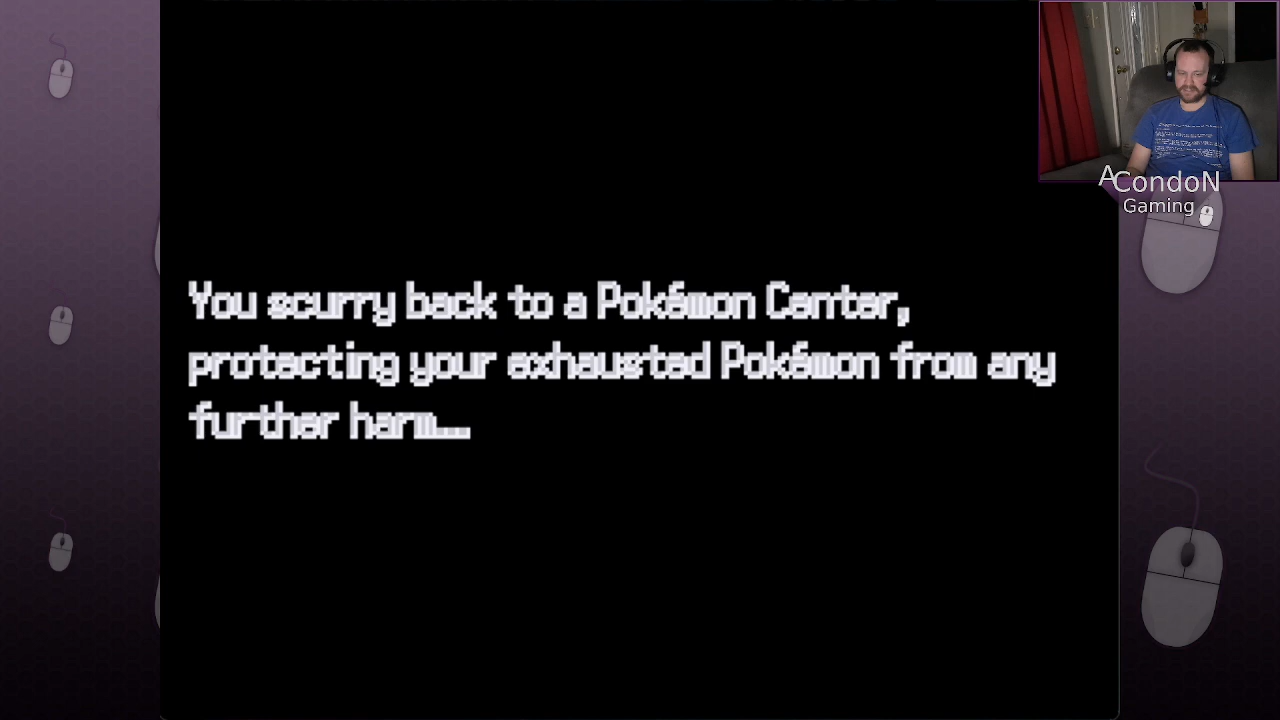 You scurry back to a Pokémon Center,
protecting your exhausted Pokémon from any
further harm...
ACondoN
Gaming